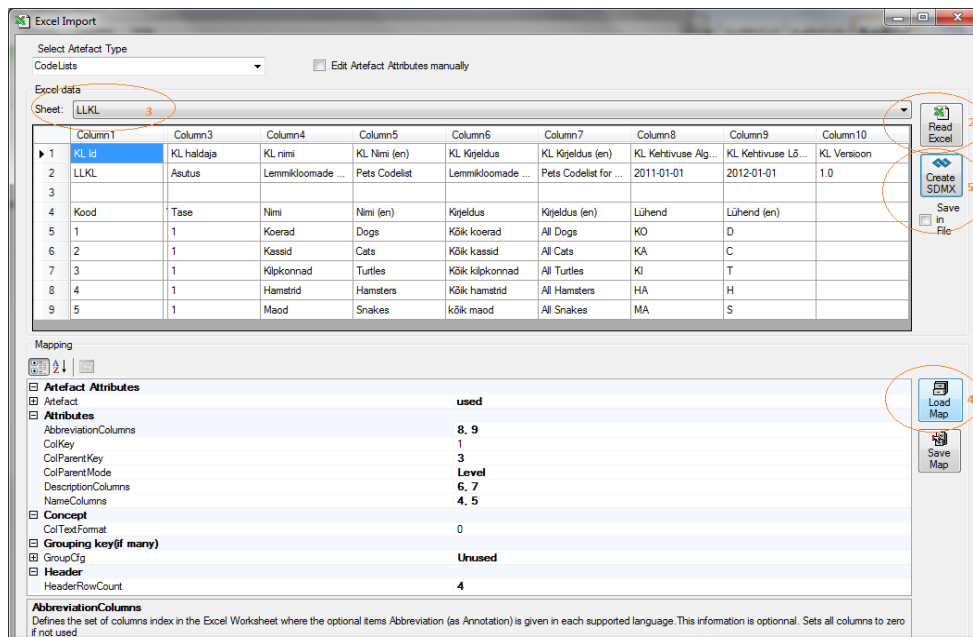 Excel Import
Select Artefact Type
CodeLists
Edit Artefact Attributes manually
Excel data
Sheet: LLKL 3
2
Read Excel
Column1 Column3 Column4 Column5 Column6 Column7 Column8 Column9 Column10
1 KL Id KL haldaja KL nimi KL Nimi (en) KL Kirjeldus KL Kirjeldus (en) KL Kehtivuse Alg... KL Kehtivuse Lõ... KL Versioon
2 LLKL Asutus Lemmikloomade ... Pets Codelist Lemmikloomade ... Pets Codelist for ... 2011-01-01 2012-01-01 1.0
3
4 Kood Tase Nimi Nimi (en) Kirjeldus Kirjeldus (en) Lühend Lühend (en)
5 1 1 Koerad Dogs Kõik koerad All Dogs KO D
6 2 1 Kassid Cats Kõik kassid All Cats KA C
7 3 1 Kilpkonnad Turtles Kõik kilpkonnad All Turtles KI T
8 4 1 Hamstrid Hamsters Kõik hamstrid All Hamsters HA H
9 5 1 Maod Snakes kõik maod All Snakes MA S
Create SDMX
5
Save in File
Mapping
Artefact Attributes
Artefact used
Attributes
AbbreviationColumns 8, 9
ColKey 1
ColParentKey 3
ColParentMode Level
DescriptionColumns 6, 7
NameColumns 4, 5
Concept
ColTextFormat 0
Grouping key(if many)
GroupCfg Unused
Header
HeaderRowCount 4
Load Map
4
Save Map
AbbreviationColumns
Defines the set of columns index in the Excel Worksheet where the optional items Abbreviation (as Annotation) is given in each supported language.This information is optionnal. Sets all columns to zero
if not used